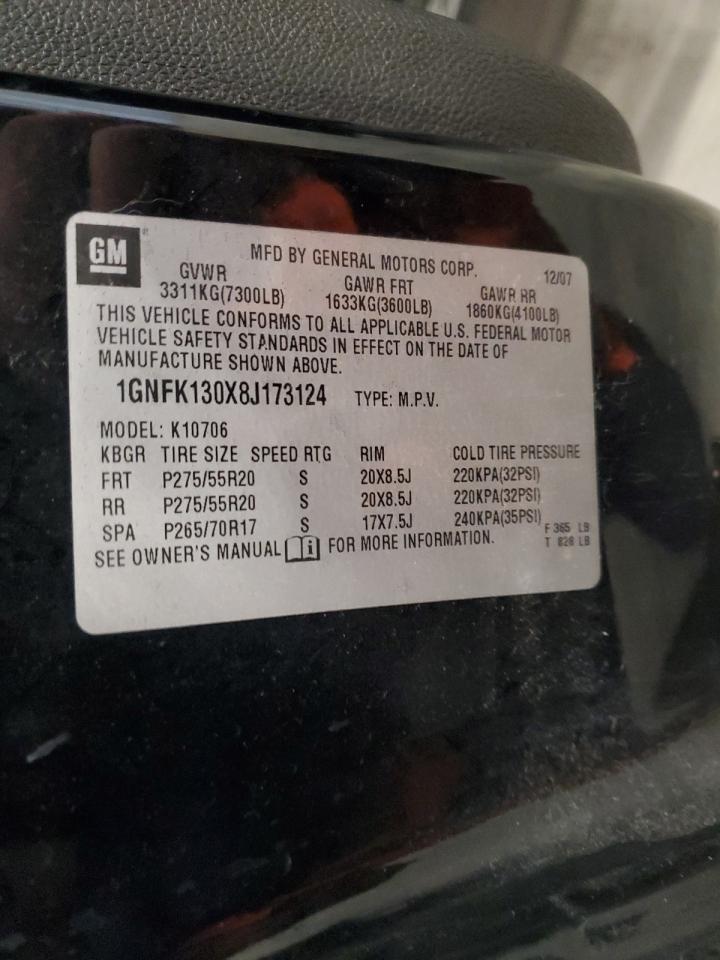 GM
MFD BY GENERAL MOTORS CORP. 12/07
GVWR GAWR FRT GAWR RR
3311KG(7300LB) 1633KG(3600LB) 1860KG(4100LB)
THIS VEHICLE CONFORMS TO ALL APPLICABLE U.S. FEDERAL MOTOR
VEHICLE SAFETY STANDARDS IN EFFECT ON THE DATE OF
MANUFACTURE SHOWN ABOVE.
1GNFK130X8J173124 TYPE: M.P.V.
MODEL: K10706
KBGR TIRE SIZE SPEED RTG RIM COLD TIRE PRESSURE
FRT P275/55R20 S 20X8.5J 220KPA(32PSI)
RR P275/55R20 S 20X8.5J 220KPA(32PSI)
SPA P265/70R17 S 17X7.5J 240KPA(35PSI)
F 365 LB
T 828 LB
SEE OWNER'S MANUAL i FOR MORE INFORMATION.